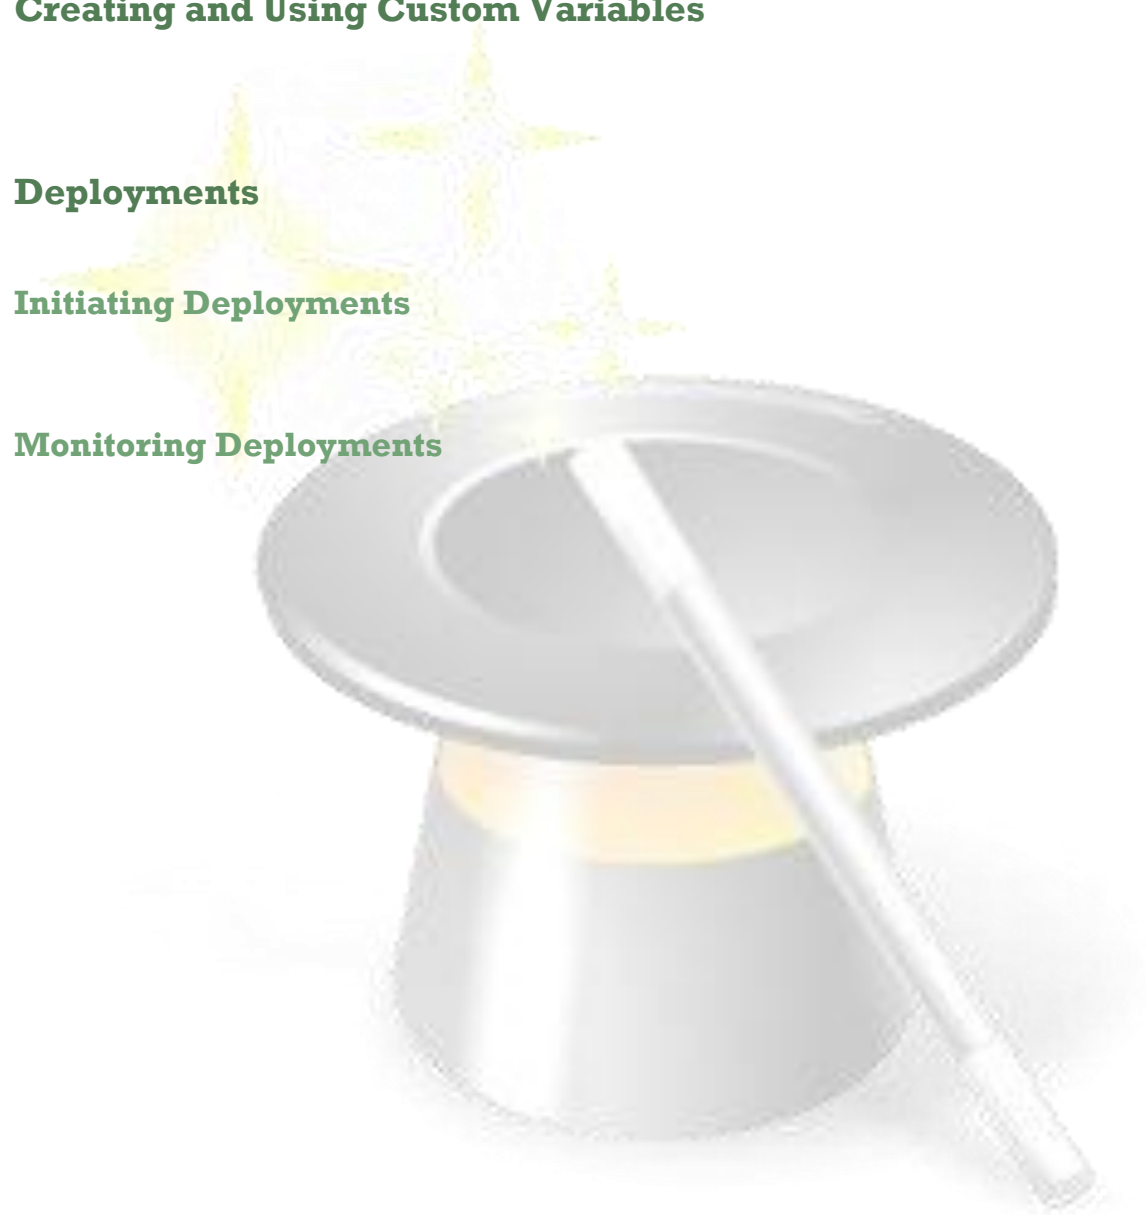 Creating and Using Custom Variables
Deployments
Initiating Deployments
Monitoring Deployments